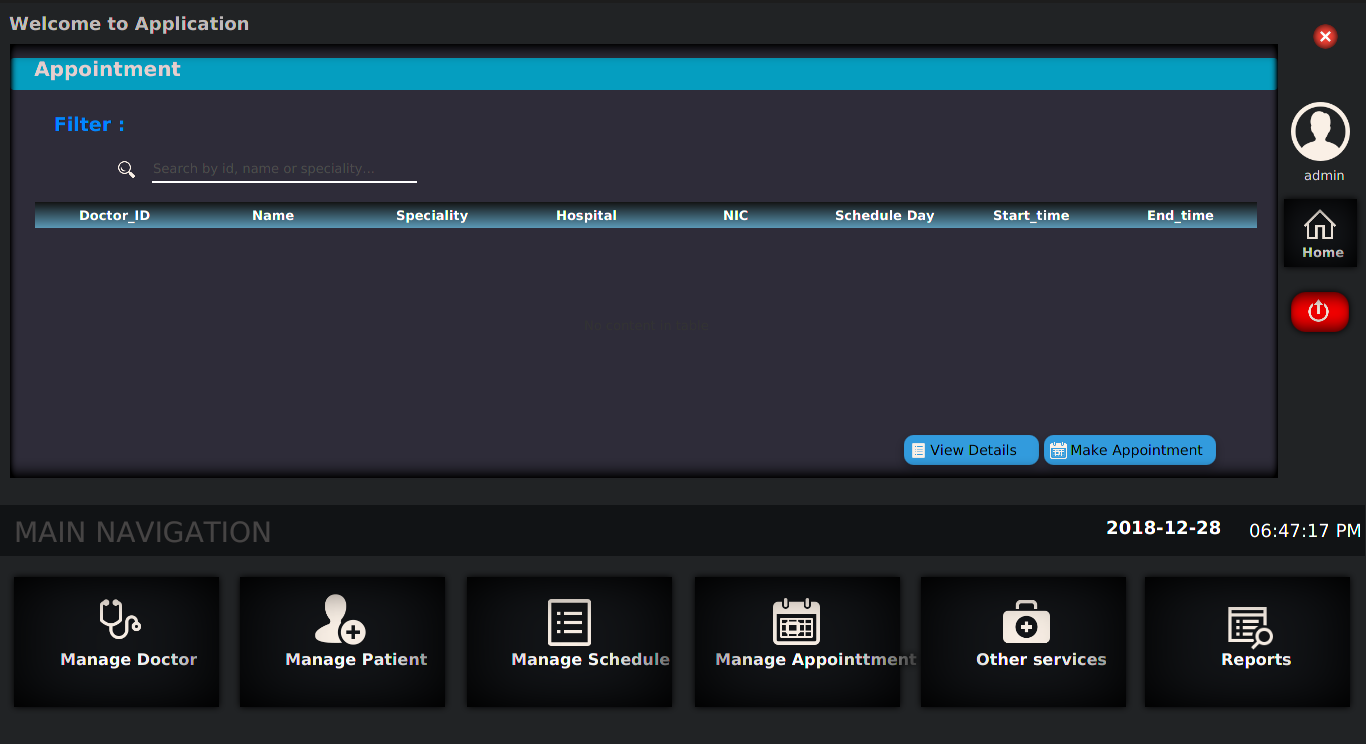 Welcome to Application
Appointment
Filter :
Search by id, name or speciality...
Doctor_ID Name Speciality Hospital NIC Schedule Day Start_time End_time
No content in table
View Details Make Appointment
admin
Home
MAIN NAVIGATION
2018-12-28 06:47:17 PM
Manage Doctor Manage Patient Manage Schedule Manage Appointtment Other services Reports